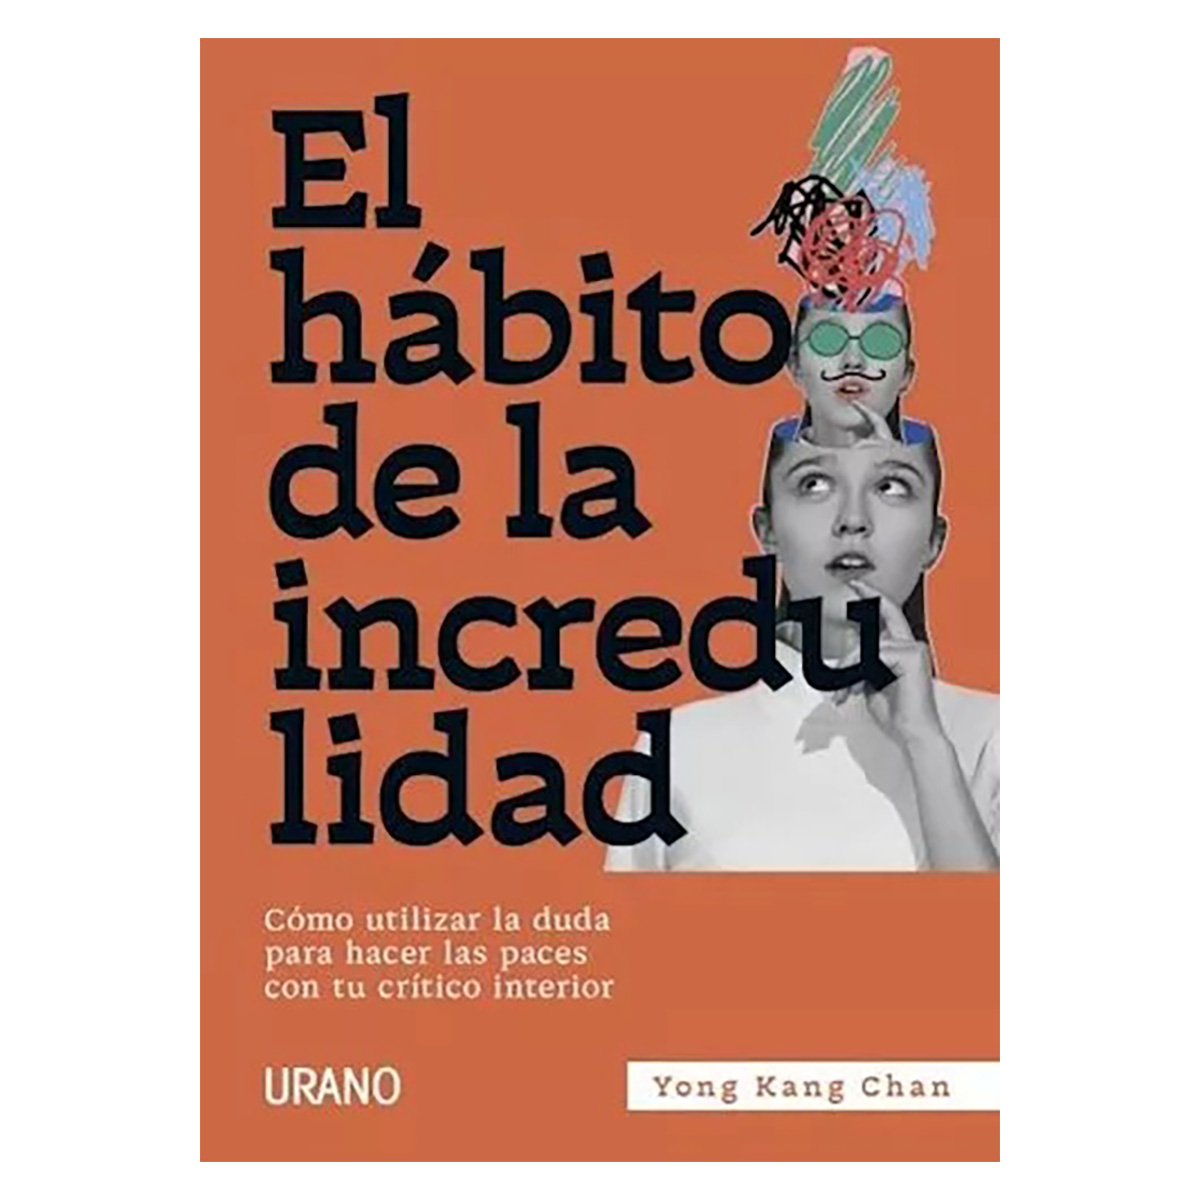 El
hábito
de la
incredu
lidad
Cómo utilizar la duda
para hacer las paces
con tu crítico interior
URANO
Yong Kang Chan